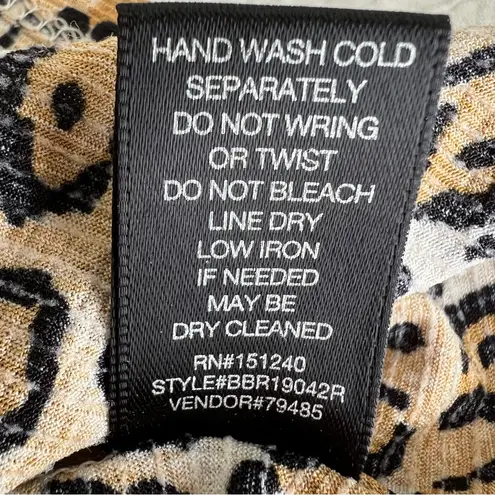 HAND WASH COLD
SEPARATELY
DO NOT WRING
OR TWIST
DO NOT BLEACH
LINE DRY
LOW IRON
IF NEEDED
MAY BE
DRY CLEANED
RN#151240
STYLE#BBR19042R
VENDOR#79485